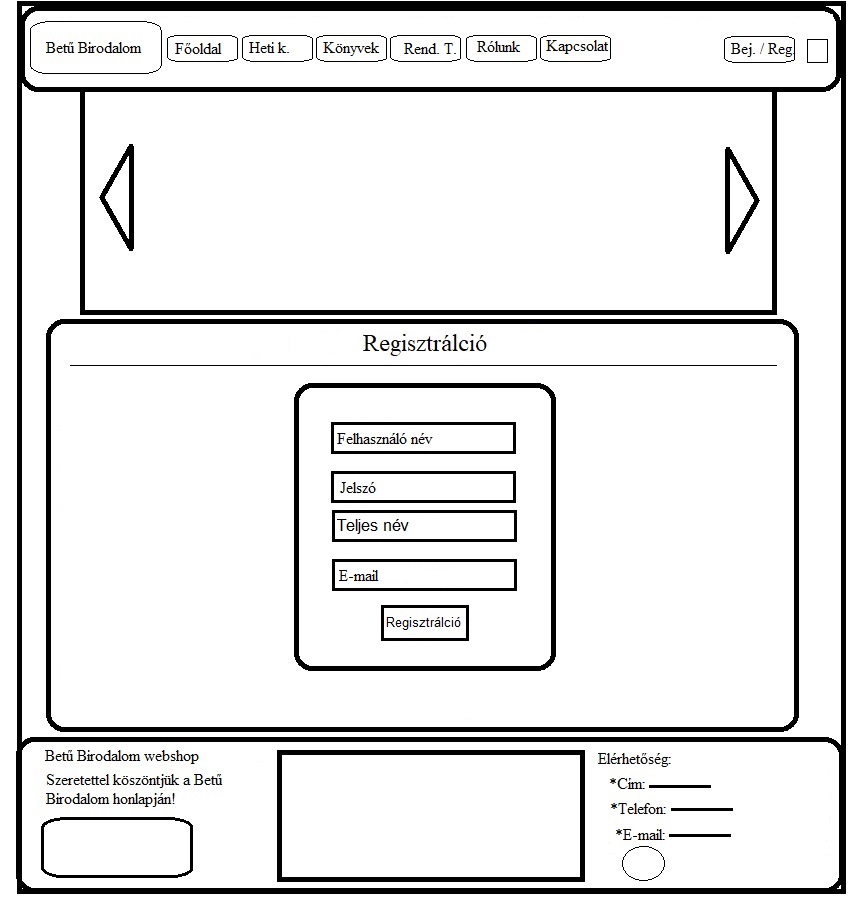 Betű Birodalom
Főoldal
Heti k.
Könyvek
Rend. T.
Rólunk
Kapcsolat
Bej. / Reg.
Regisztrálció
Felhasználó név
Jelszó
Teljes név
E-mail
Regisztrálció
Betű Birodalom webshop
Szeretettel köszöntjük a Betű
Birodalom honlapján!
Elérhetőség:
*Cím:
*Telefon:
*E-mail: